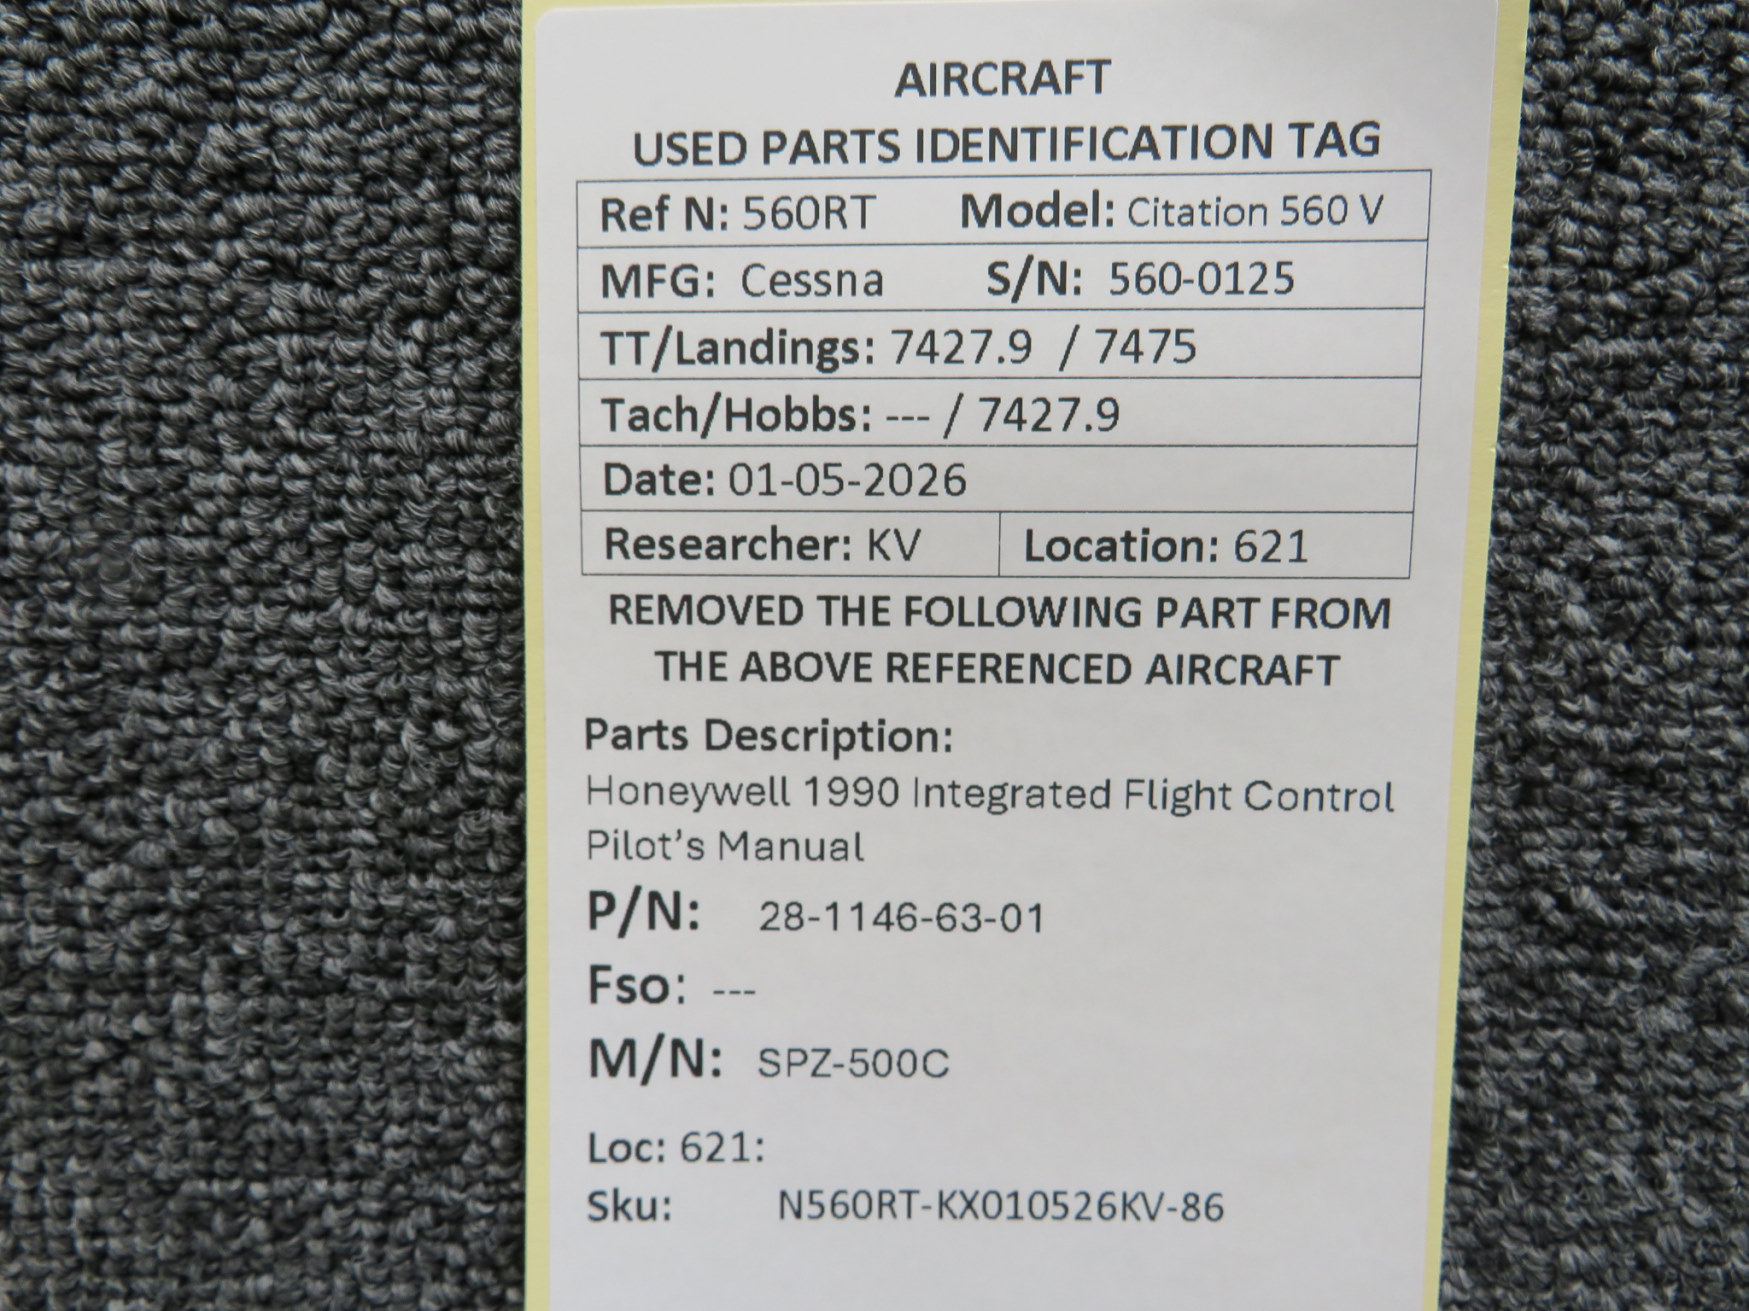 AIRCRAFT
USED PARTS IDENTIFICATION TAG
Ref N: 560RT Model: Citation 560 V
MFG: Cessna S/N: 560-0125
TT/Landings: 7427.9 / 7475
Tach/Hobbs: --- / 7427.9
Date: 01-05-2026
Researcher: KV Location: 621
REMOVED THE FOLLOWING PART FROM
THE ABOVE REFERENCED AIRCRAFT
Parts Description:
Honeywell 1990 Integrated Flight Control
Pilot’s Manual
P/N: 28-1146-63-01
Fso: ---
M/N: SPZ-500C
Loc: 621:
Sku: N560RT-KX010526KV-86